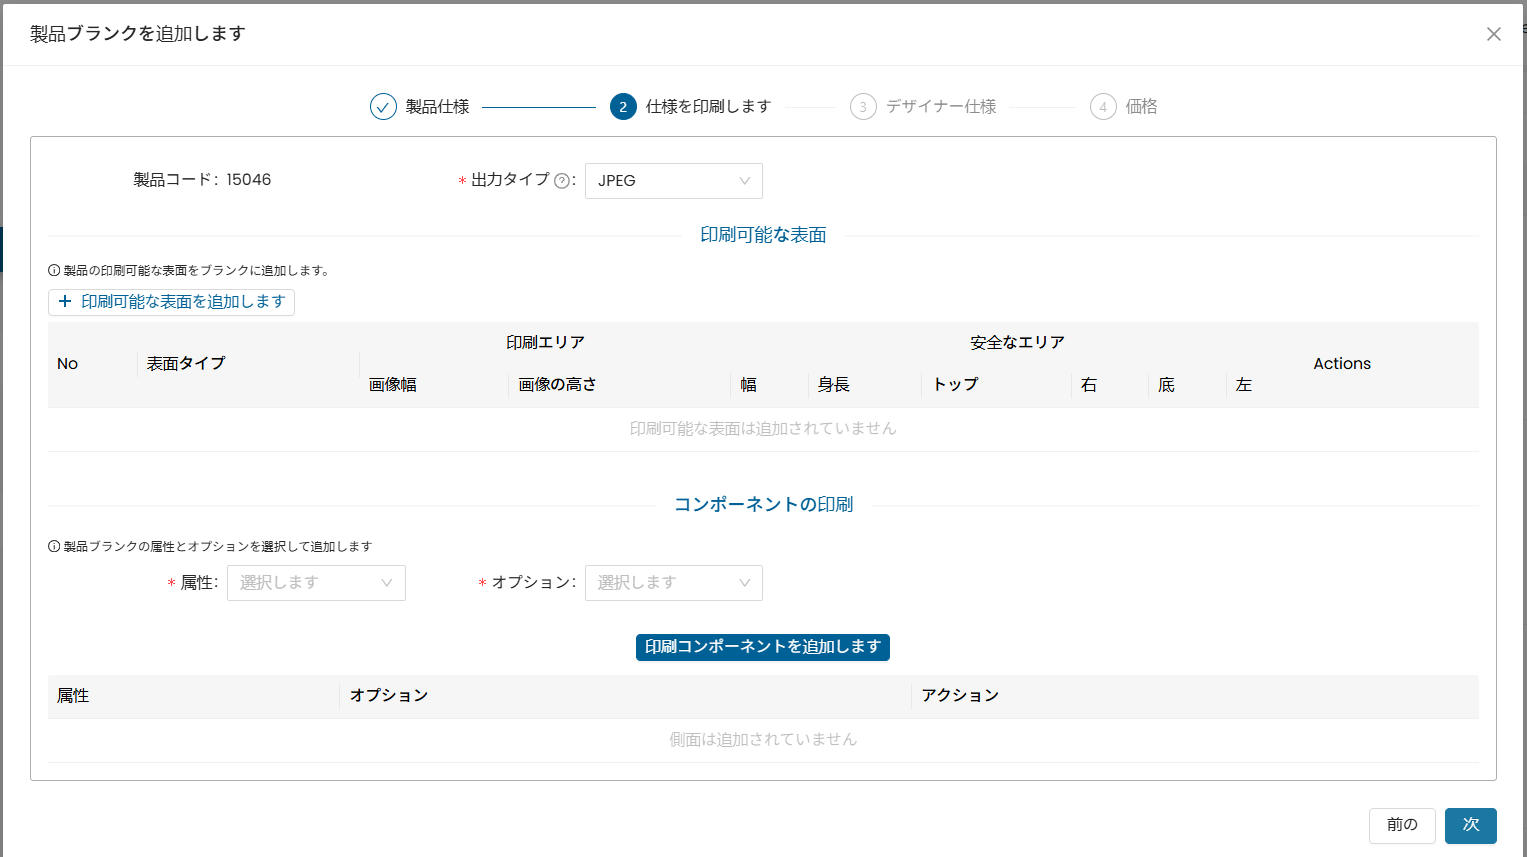 製品ブランクを追加します
製品仕様 2 仕様を印刷します 3 デザイナー仕様 4 価格
製品コード: 15046 * 出力タイプ ? : JPEG
印刷可能な表面
製品の印刷可能な表面をブランクに追加します。
+ 印刷可能な表面を追加します
印刷エリア 安全なエリア
No 表面タイプ Actions
画像幅 画像の高さ 幅 身長 トップ 右 底 左
印刷可能な表面は追加されていません
コンポーネントの印刷
製品ブランクの属性とオプションを選択して追加します
* 属性: 選択します * オプション: 選択します
印刷コンポーネントを追加します
属性 オプション アクション
側面は追加されていません
前の 次